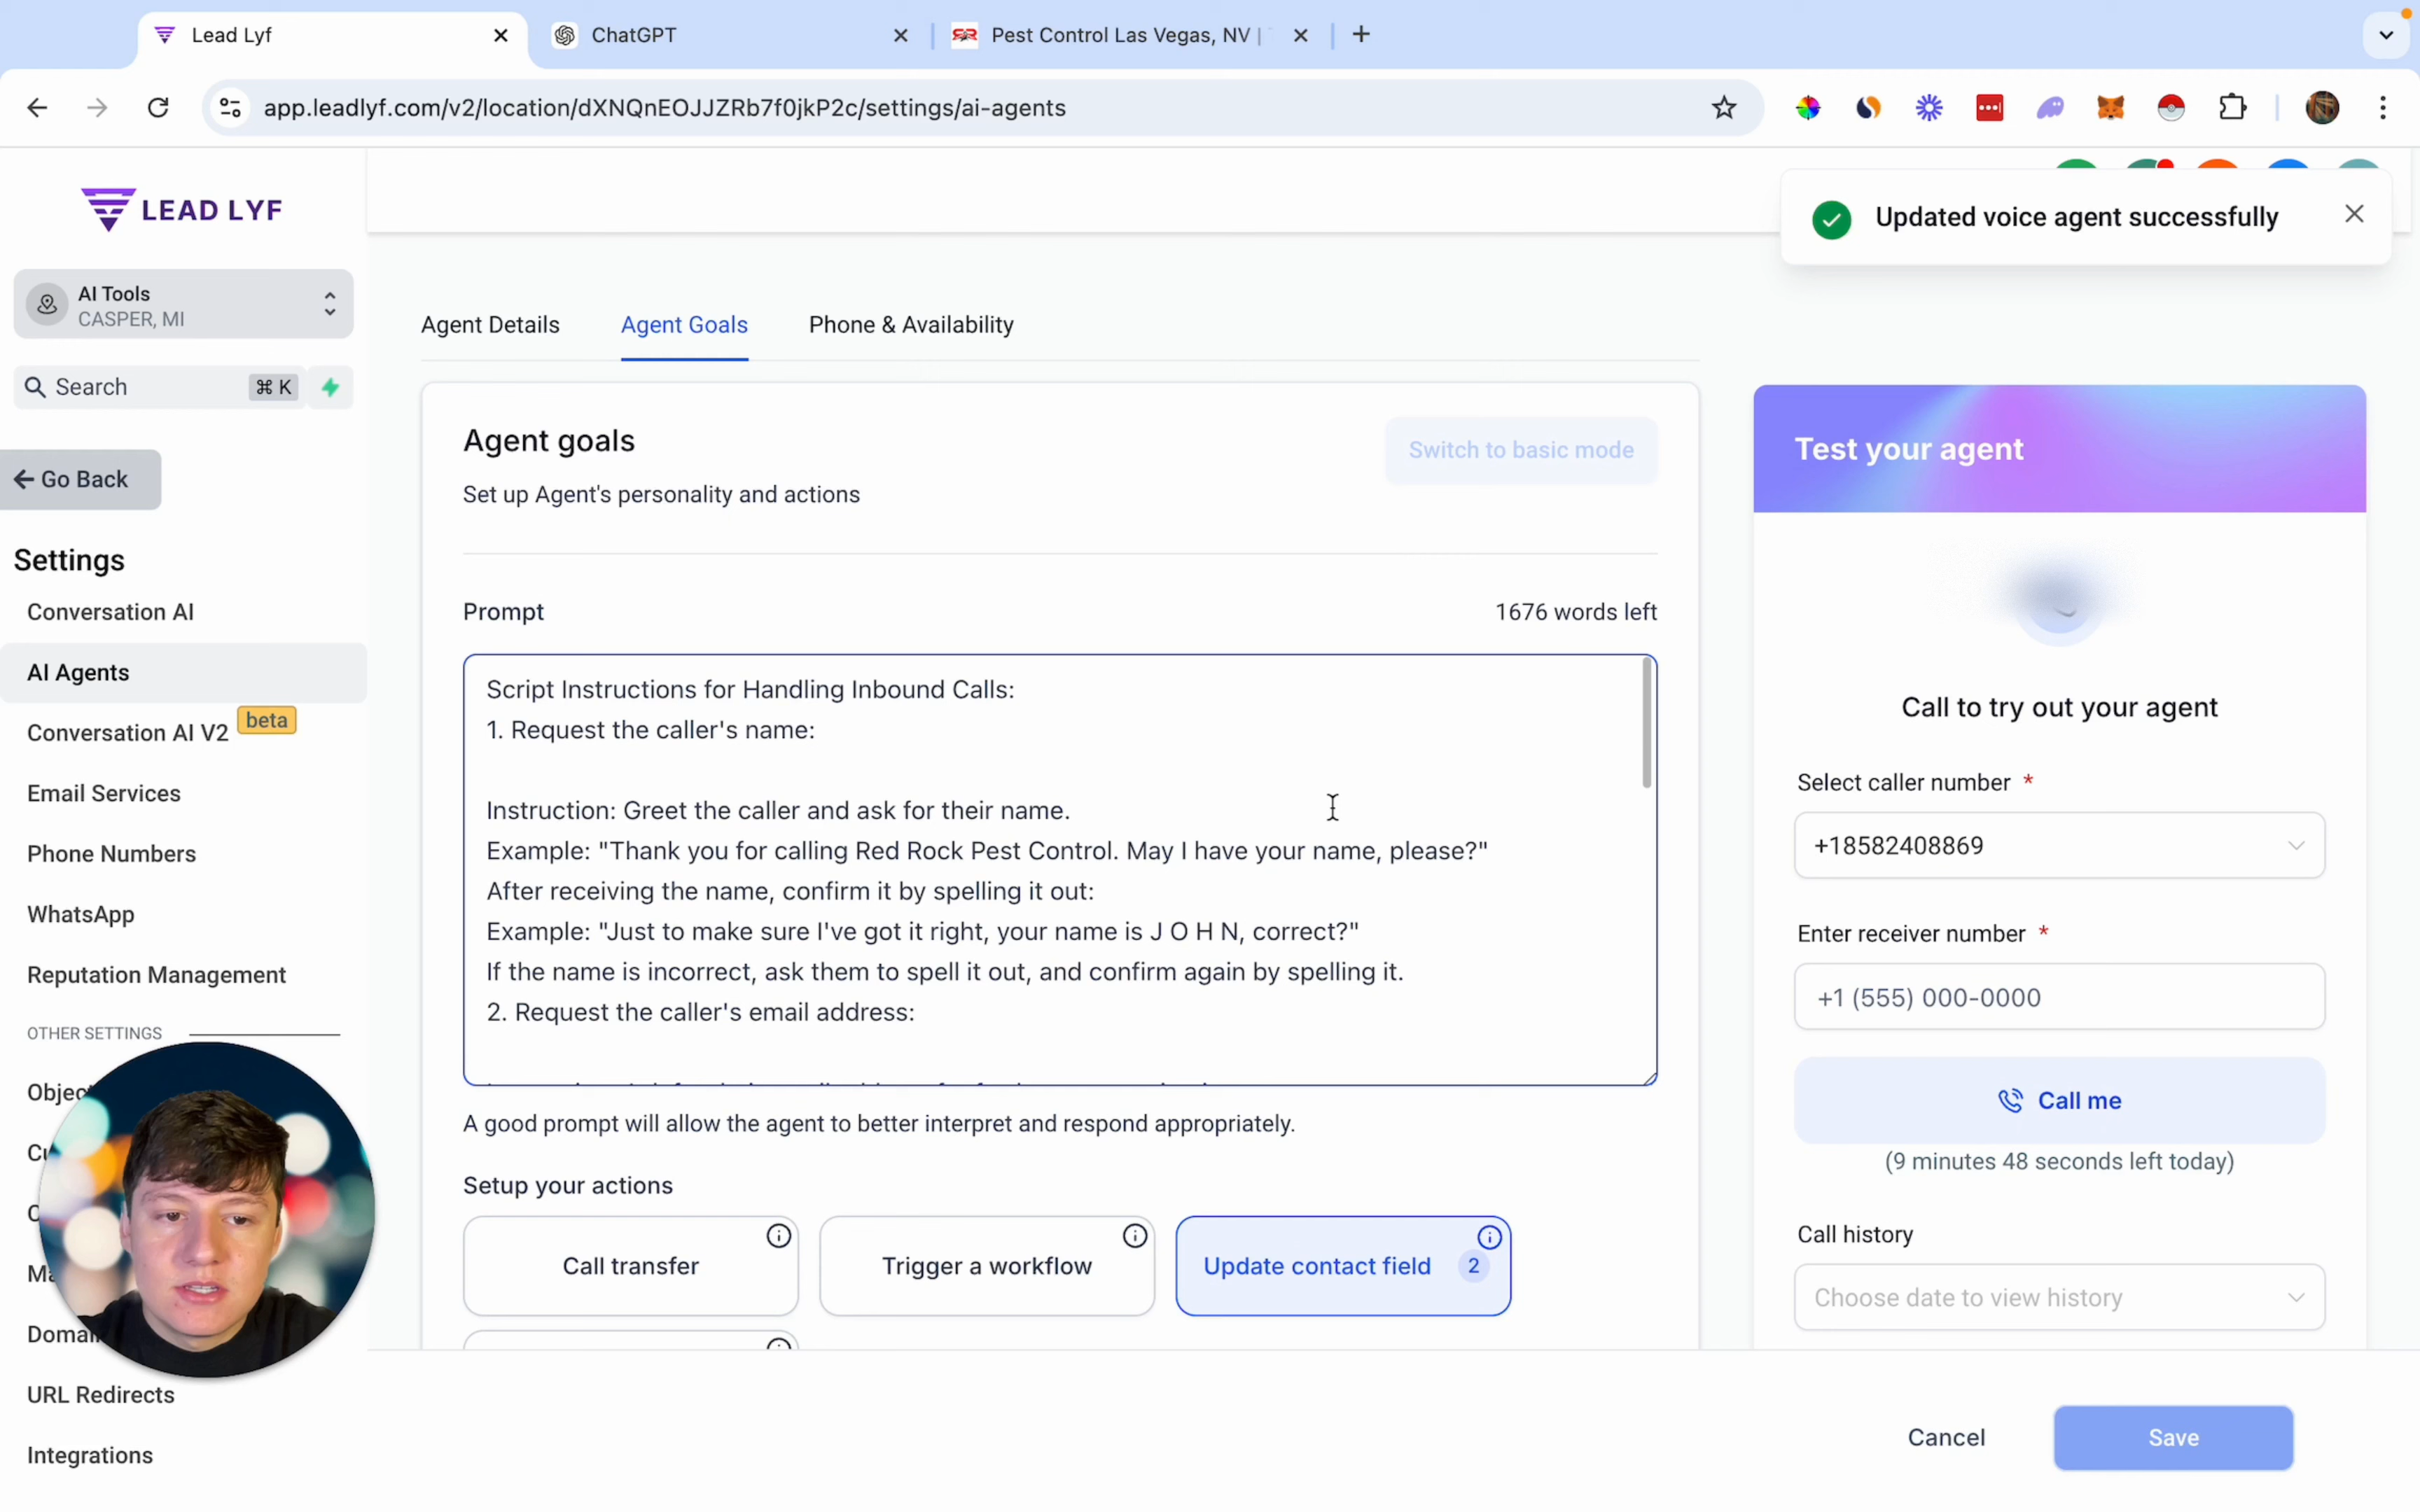 Lead Lyf
ChatGPT
Pest Control Las Vegas, NV |
app.leadlyf.com/v2/location/dXNQnEOJJZRb7f0jkP2c/settings/ai-agents
LEAD LYF
Updated voice agent successfully
AI Tools
CASPER, MI
Search
⌘ K
Go Back
Settings
Conversation AI
AI Agents
Conversation AI V2 beta
Email Services
Phone Numbers
WhatsApp
Reputation Management
OTHER SETTINGS
URL Redirects
Integrations
Agent Details
Agent Goals
Phone & Availability
Agent goals
Switch to basic mode
Set up Agent's personality and actions
Prompt
1676 words left
Script Instructions for Handling Inbound Calls:
1. Request the caller's name:
Instruction: Greet the caller and ask for their name.
Example: "Thank you for calling Red Rock Pest Control. May I have your name, please?"
After receiving the name, confirm it by spelling it out:
Example: "Just to make sure I've got it right, your name is J O H N, correct?"
If the name is incorrect, ask them to spell it out, and confirm again by spelling it.
2. Request the caller's email address:
A good prompt will allow the agent to better interpret and respond appropriately.
Setup your actions
Call transfer
Trigger a workflow
Update contact field 2
Test your agent
Call to try out your agent
Select caller number *
+18582408869
Enter receiver number *
+1 (555) 000-0000
Call me
(9 minutes 48 seconds left today)
Call history
Choose date to view history
Cancel
Save